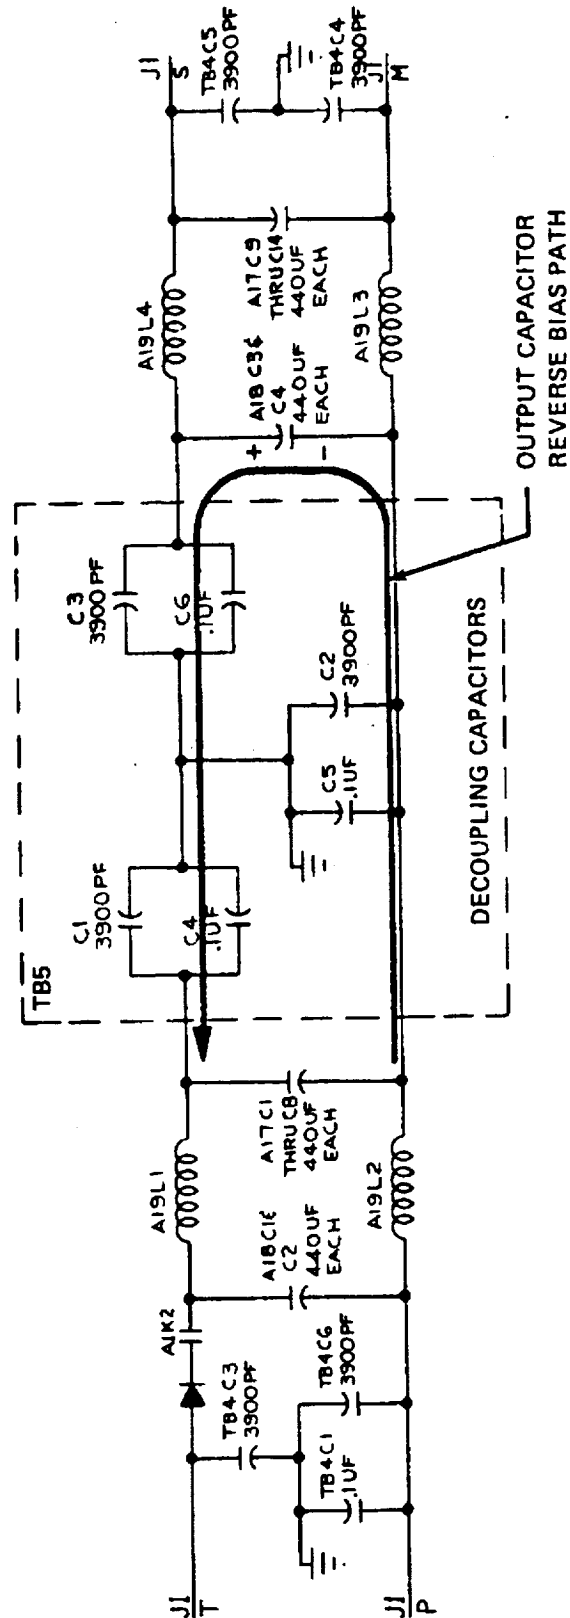 J1
T
J1
P
TB4C3
3900PF
TB4C1
.1UF
TB4C6
3900PF
A1K2
A18C1&
C2
440UF
EACH
A19L1
A19L2
A17C1
THRU C8
440UF
EACH
TB5
C1
3900PF
C4
.1UF
C5
.1UF
C2
3900PF
C3
3900PF
C6
.1UF
DECOUPLING CAPACITORS
+
-
A18C3&
C4
440UF
EACH
A19L4
A19L3
A17C9
THRU C14
440UF
EACH
TB4C5
3900PF
TB4C4
3900PF
J1
S
J1
M
OUTPUT CAPACITOR
REVERSE BIAS PATH